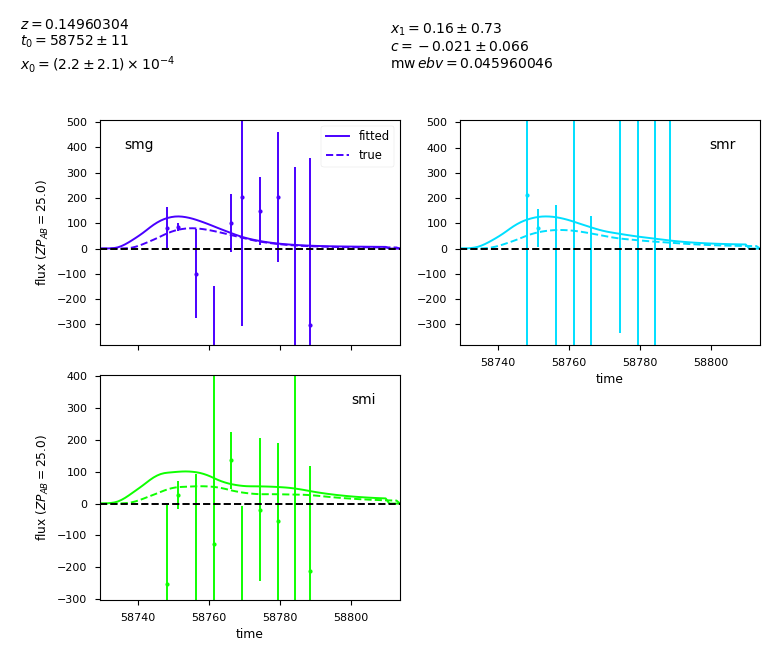 z = 0.14960304
t₀ = 58752 ± 11
x₀ = (2.2 ± 2.1) × 10⁻⁴
x₁ = 0.16 ± 0.73
c = −0.021 ± 0.066
mw ebv = 0.045960046
500
400
300
200
100
0
−100
−200
−300
flux (ZP_AB = 25.0)
smg
fitted
true
500
400
300
200
100
0
−100
−200
−300
smr
58740
58760
58780
58800
time
400
300
200
100
0
−100
−200
−300
flux (ZP_AB = 25.0)
smi
58740
58760
58780
58800
time